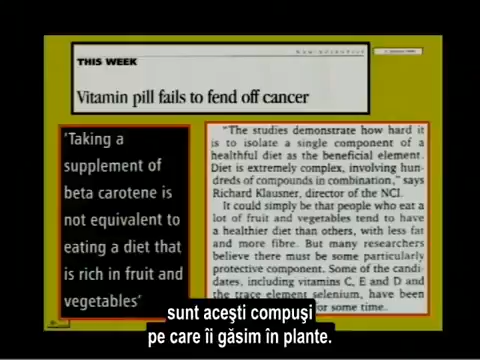 THIS WEEK
Vitamin pill fails to fend off cancer
'Taking a
supplement of
beta carotene is
not equivalent to
eating a diet that
is rich in fruit and
vegetables'
"The studies demonstrate how hard it
is to isolate a single component of a
healthful diet as the beneficial element.
Diet is extremely complex, involving hun-
dreds of compounds in combination," says
Richard Klausner, director of the NCI.
It could simply be that people who eat a
lot of fruit and vegetables tend to have
a healthier diet than others, with less fat
and more fibre. But many researchers
believe there must be some particularly
protective component. Some of the candi-
dates, including vitamins C, E and D and
the trace element selenium, have been
for some time.
sunt aceşti compuşi
pe care îi găsim în plante.